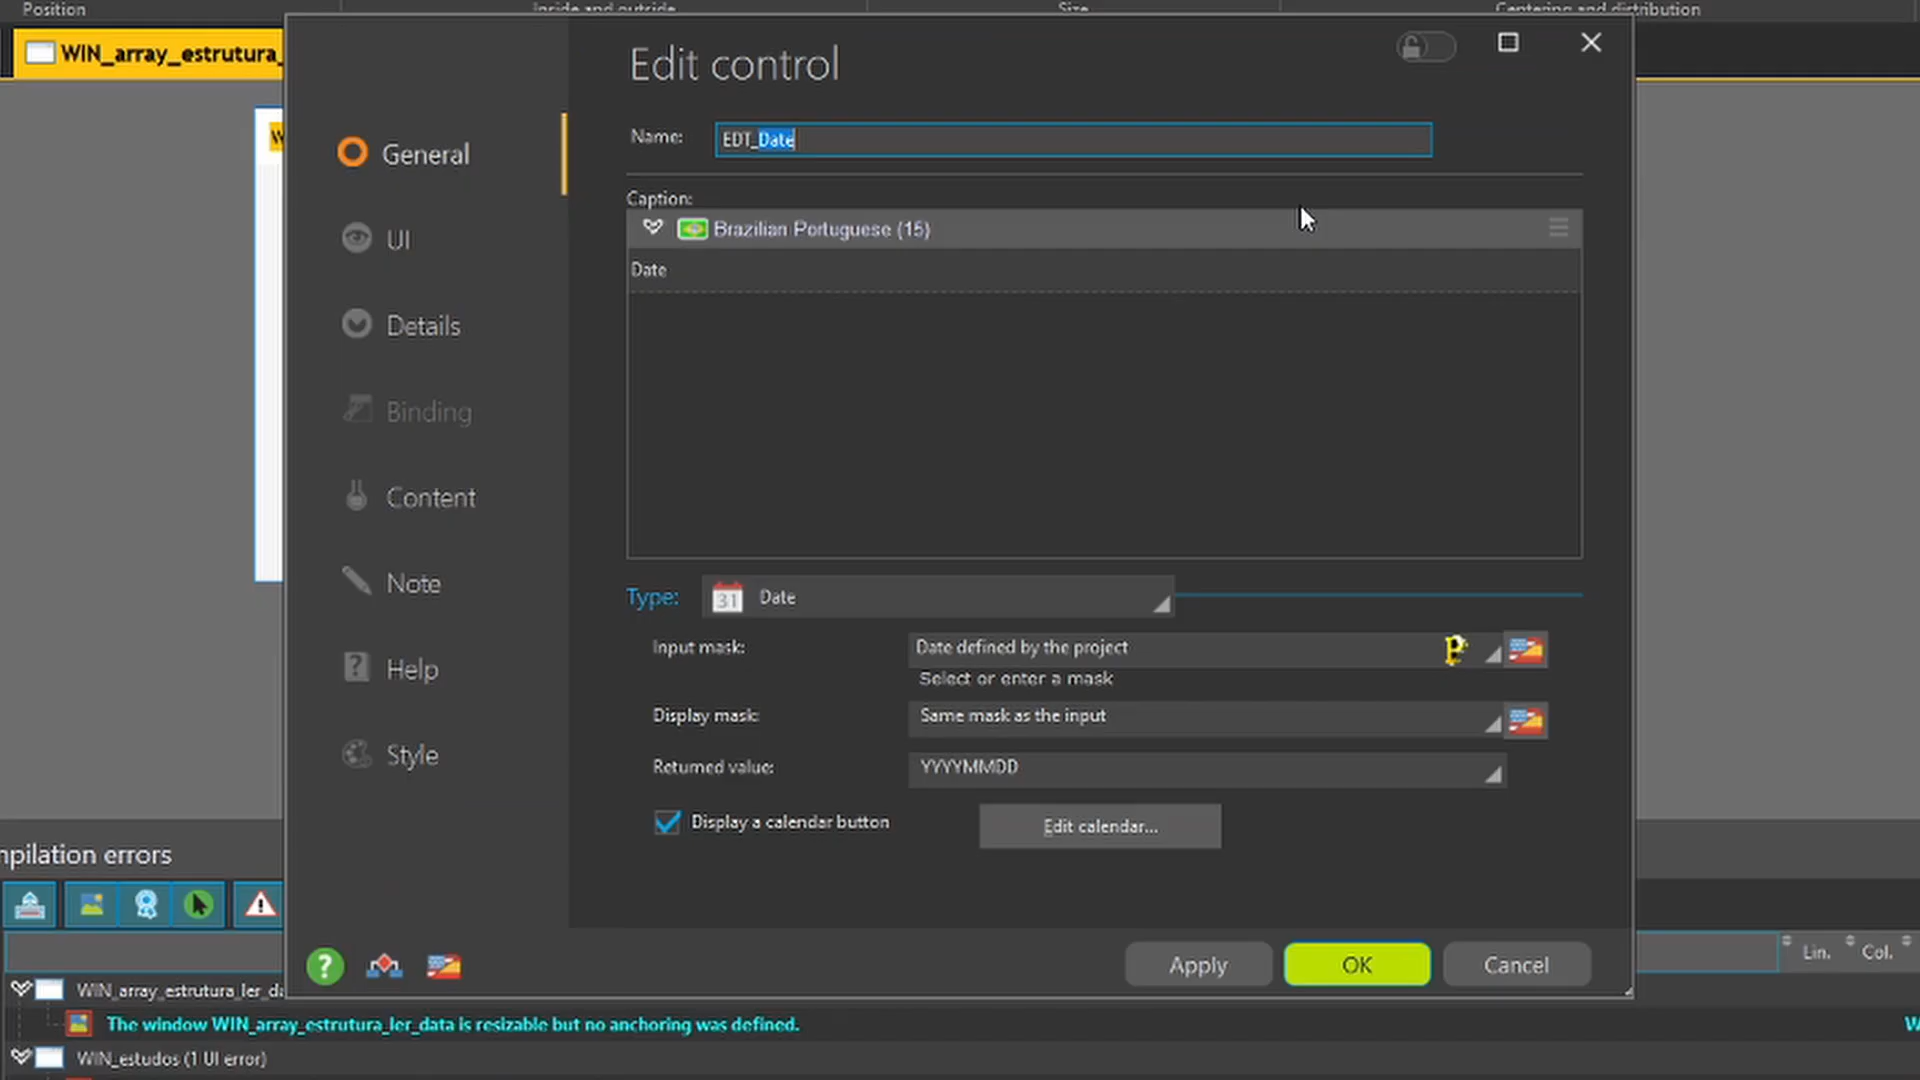 Position
Inside and outside
Size
Centering and distribution
WIN_array_estrutura_
Edit control
Name:
EDT_Date
General
Caption:
Brazilian Portuguese (15)
UI
Date
Details
Binding
Content
Note
Type:
31
Date
Input mask:
Date defined by the project
Select or enter a mask
Help
Display mask:
Same mask as the input
Style
Returned value:
YYYYMMDD
Display a calendar button
Edit calendar...
mpilation errors
Apply
OK
Cancel
Lin.
Col.
WIN_array_estrutura_ler_da
The window WIN_array_estrutura_ler_data is resizable but no anchoring was defined.
W
WIN_estudos (1 UI error)